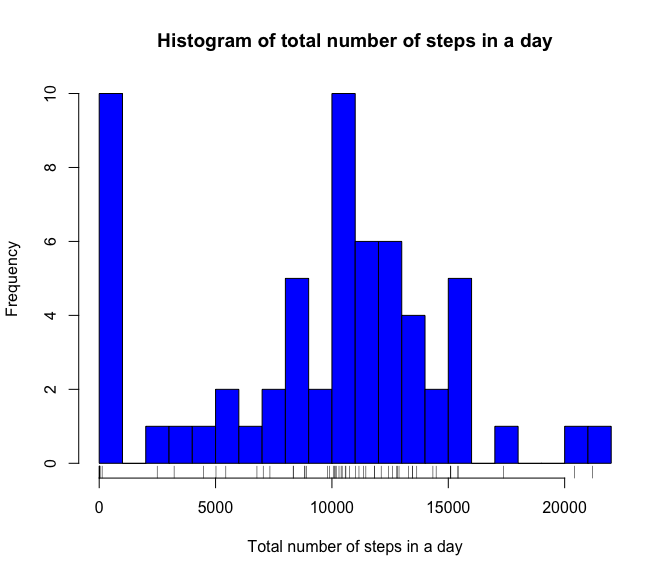 Histogram of total number of steps in a day
Frequency
10
8
6
4
2
0
0 5000 10000 15000 20000
Total number of steps in a day